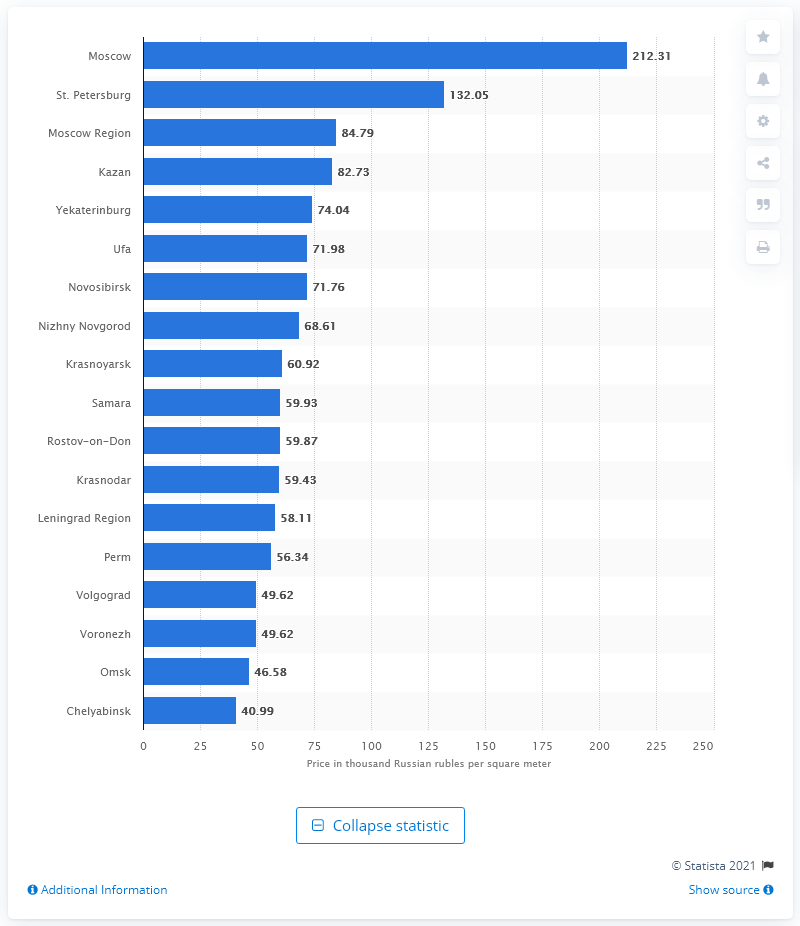 Moscow 212.31
St. Petersburg 132.05
Moscow Region 84.79
Kazan 82.73
Yekaterinburg 74.04
Ufa 71.98
Novosibirsk 71.76
Nizhny Novgorod 68.61
Krasnoyarsk 60.92
Samara 59.93
Rostov-on-Don 59.87
Krasnodar 59.43
Leningrad Region 58.11
Perm 56.34
Volgograd 49.62
Voronezh 49.62
Omsk 46.58
Chelyabinsk 40.99
0 25 50 75 100 125 150 175 200 225 250
Price in thousand Russian rubles per square meter
Collapse statistic
© Statista 2021
Additional Information Show source